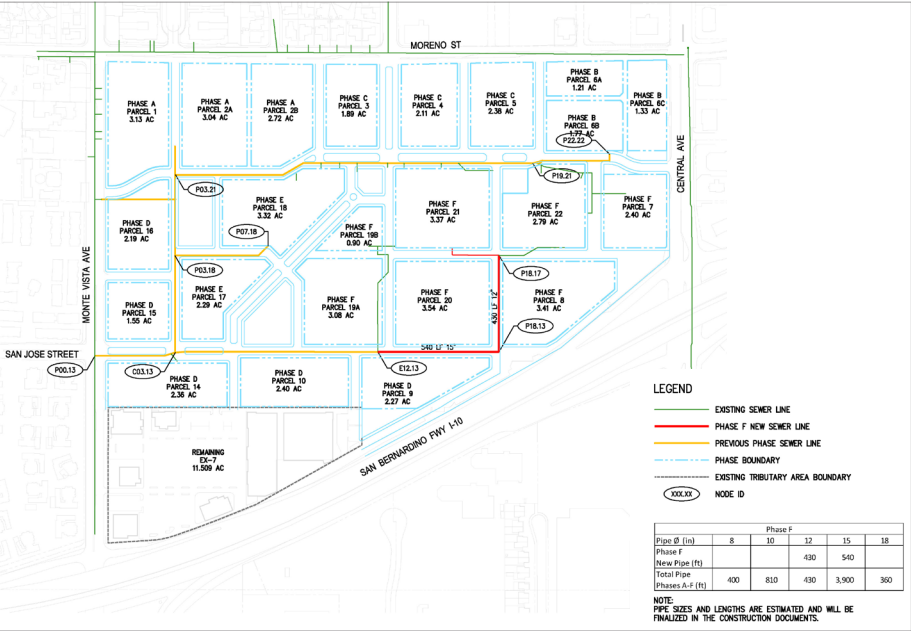 MORENO ST
PHASE A
PARCEL 1
3.13 AC
PHASE A
PARCEL 2A
3.04 AC
PHASE A
PARCEL 2B
2.72 AC
PHASE C
PARCEL 3
1.89 AC
PHASE C
PARCEL 4
2.11 AC
PHASE C
PARCEL 5
2.38 AC
PHASE B
PARCEL 6A
1.21 AC
PHASE B
PARCEL 6B
1.77 AC
PHASE B
PARCEL 6C
1.33 AC
P22.22
CENTRAL AVE
P03.21
P19.21
PHASE E
PARCEL 18
3.32 AC
PHASE F
PARCEL 21
3.37 AC
PHASE F
PARCEL 22
2.79 AC
PHASE F
PARCEL 7
2.40 AC
PHASE D
PARCEL 16
2.19 AC
P07.18
PHASE F
PARCEL 19B
0.90 AC
MONTE VISTA AVE
P03.18
P18.17
PHASE E
PARCEL 17
2.29 AC
PHASE D
PARCEL 15
1.55 AC
PHASE F
PARCEL 19A
3.08 AC
PHASE F
PARCEL 20
3.54 AC
430 LF 12"
PHASE F
PARCEL 8
3.41 AC
P18.13
540 LF 15"
SAN JOSE STREET
P00.13
C03.13
E12.13
PHASE D
PARCEL 14
2.36 AC
PHASE D
PARCEL 10
2.40 AC
PHASE D
PARCEL 9
2.27 AC
SAN BERNARDINO FWY I-10
REMAINING
EX-7
11.509 AC
LEGEND
EXISTING SEWER LINE
PHASE F NEW SEWER LINE
PREVIOUS PHASE SEWER LINE
PHASE BOUNDARY
EXISTING TRIBUTARY AREA BOUNDARY
XXX.XX NODE ID
Phase F
Pipe Ø (in) 8 10 12 15 18
Phase F
New Pipe (ft) 430 540
Total Pipe
Phases A-F (ft) 400 810 430 3,900 360
NOTE:
PIPE SIZES AND LENGTHS ARE ESTIMATED AND WILL BE
FINALIZED IN THE CONSTRUCTION DOCUMENTS.